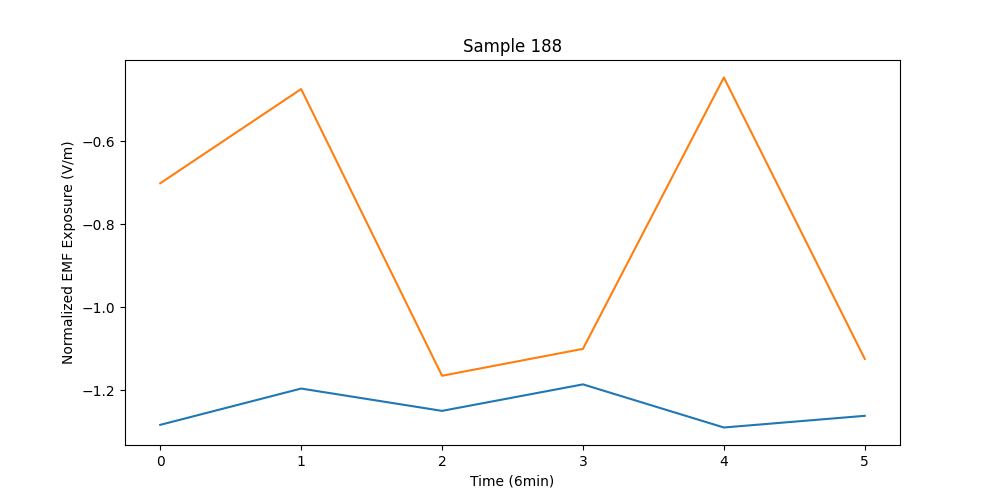 Sample 188
Normalized EMF Exposure (V/m)
−0.6
−0.8
−1.0
−1.2
0 1 2 3 4 5
Time (6min)